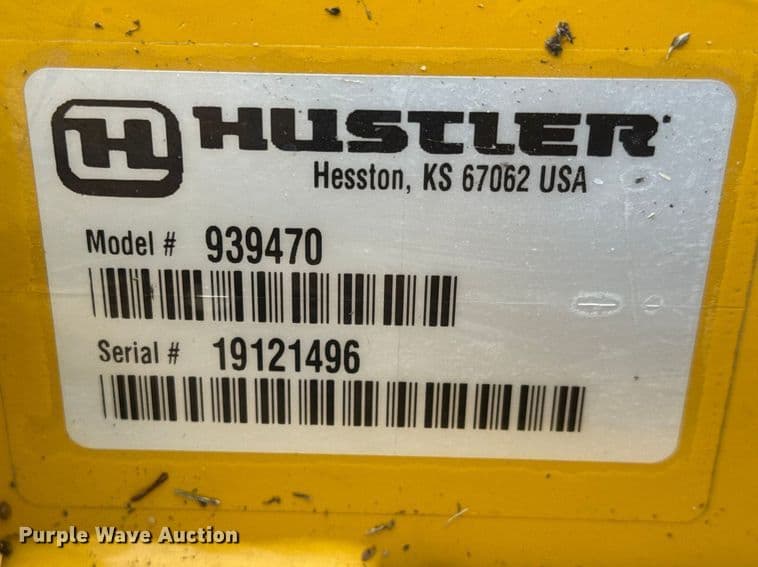 H HUSTLER
Hesston, KS 67062 USA
Model # 939470
Serial # 19121496
Purple Wave Auction